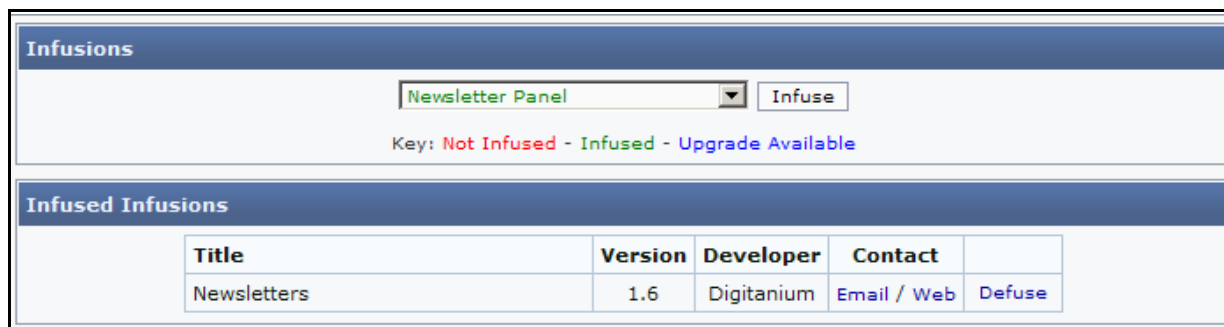 Infusions
Newsletter Panel Infuse
Key: Not Infused - Infused - Upgrade Available
Infused Infusions
Title Version Developer Contact
Newsletters 1.6 Digitanium Email / Web Defuse